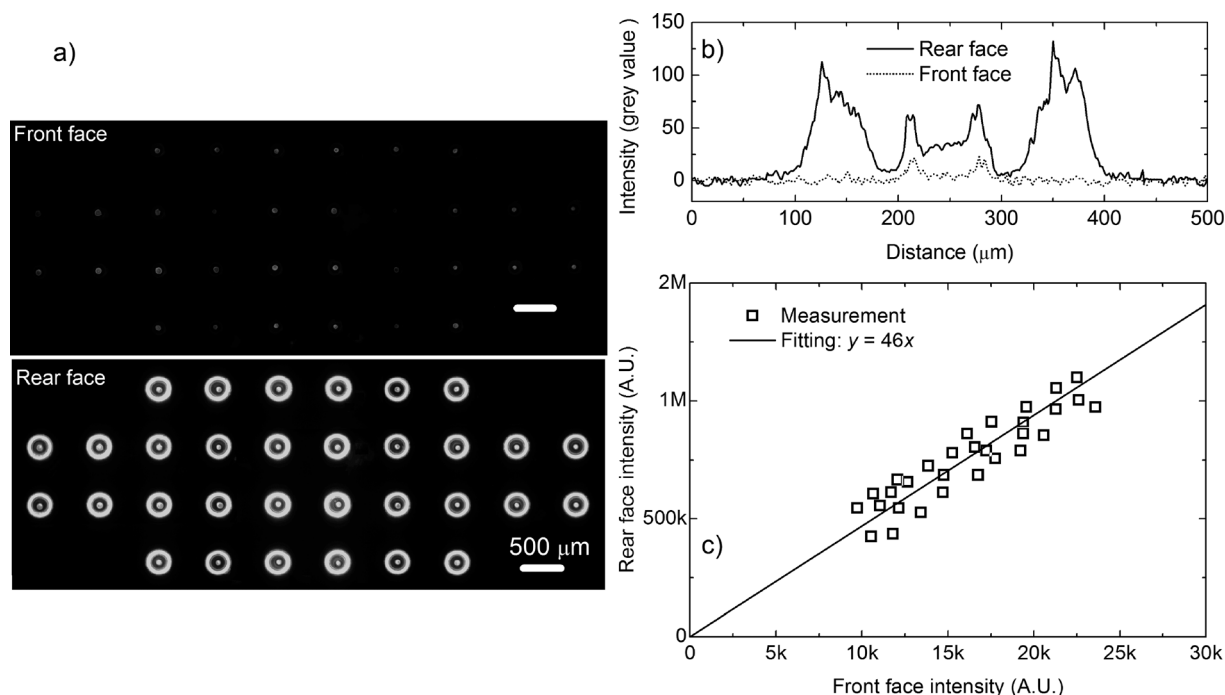 a)
Front face
Rear face
500 μm
b)
Rear face
Front face
Intensity (grey value )
150
100
50
0
0
100
200
300
400
500
Distance (μm)
c)
Measurement
Fitting: y = 46x
Rear face intensity (A.U.)
2M
1M
500k
0
0
5k
10k
15k
20k
25k
30k
Front face intensity (A.U.)